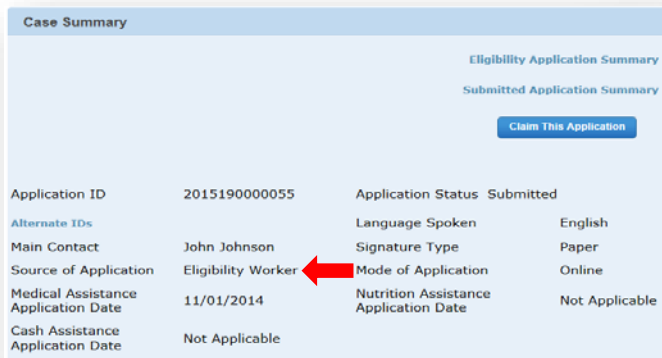 Case Summary
Eligibility Application Summary
Submitted Application Summary
Claim This Application
Application ID 2015190000055 Application Status Submitted
Alternate IDs Language Spoken English
Main Contact John Johnson Signature Type Paper
Source of Application Eligibility Worker Mode of Application Online
Medical Assistance Nutrition Assistance
Application Date 11/01/2014 Application Date Not Applicable
Cash Assistance
Application Date Not Applicable